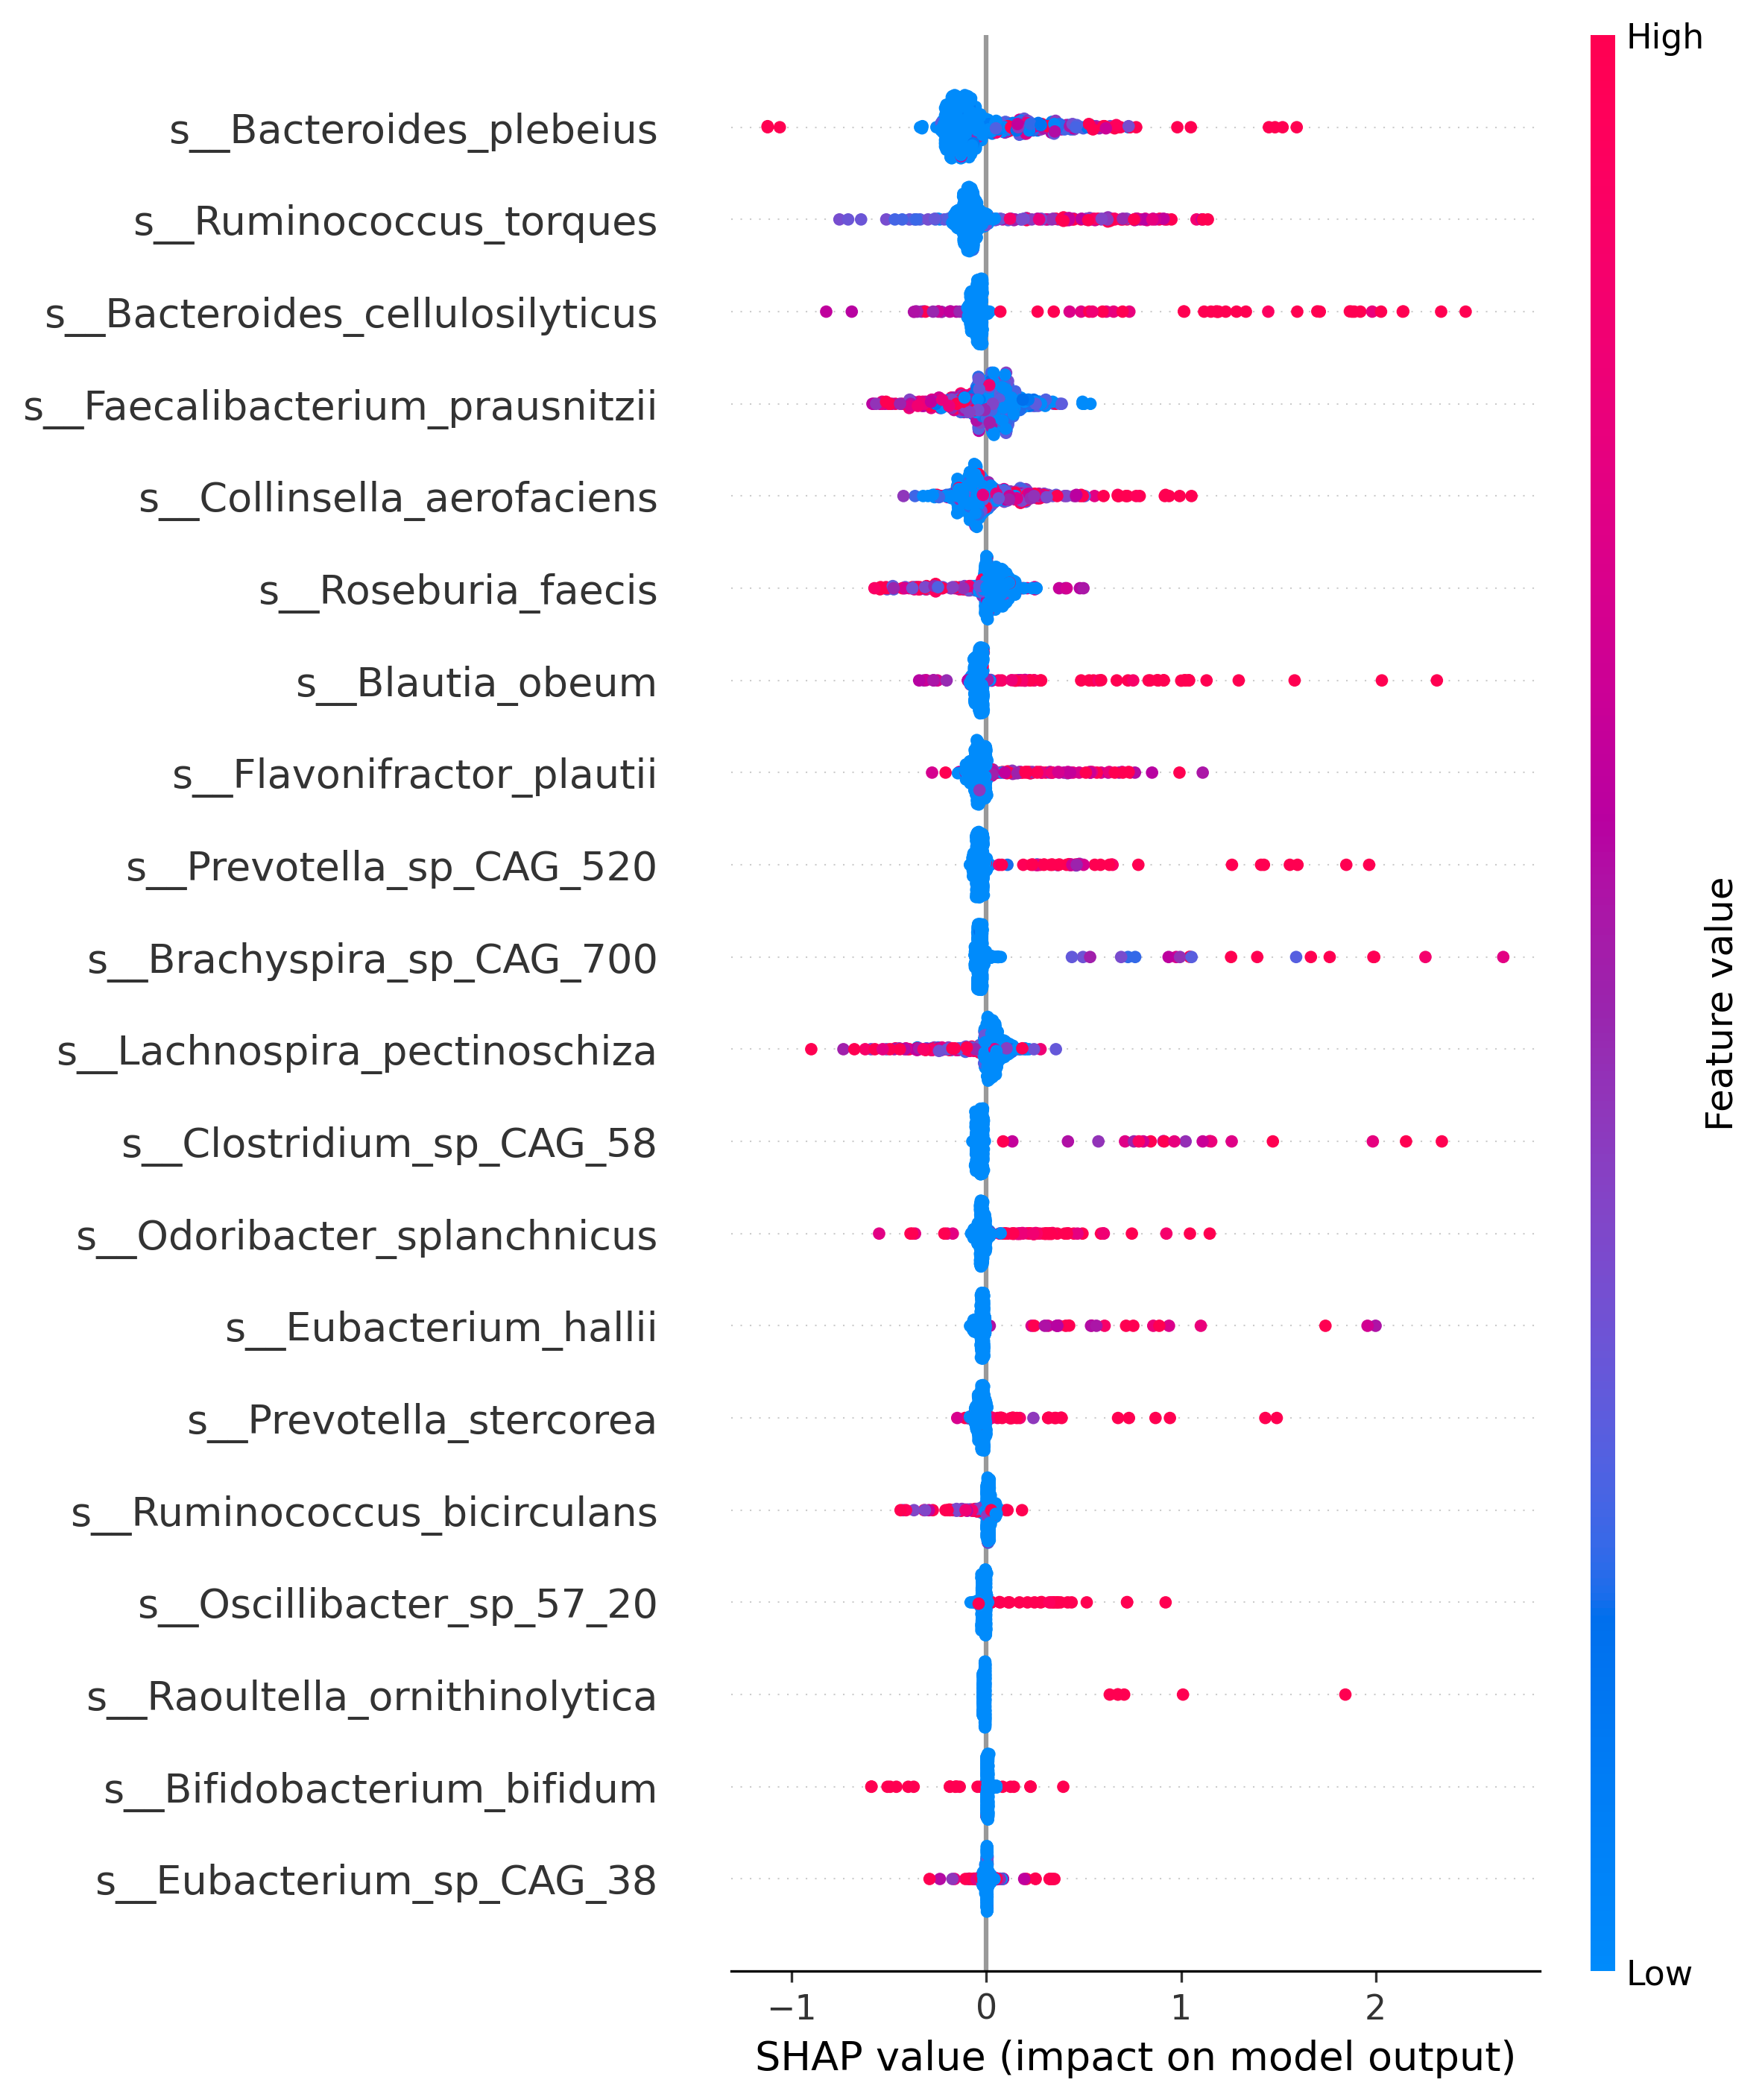 High
s__Bacteroides_plebeius
s__Ruminococcus_torques
s__Bacteroides_cellulosilyticus
s__Faecalibacterium_prausnitzii
s__Collinsella_aerofaciens
s__Roseburia_faecis
s__Blautia_obeum
s__Flavonifractor_plautii
s__Prevotella_sp_CAG_520
s__Brachyspira_sp_CAG_700
s__Lachnospira_pectinoschiza
s__Clostridium_sp_CAG_58
s__Odoribacter_splanchnicus
s__Eubacterium_hallii
s__Prevotella_stercorea
s__Ruminococcus_bicirculans
s__Oscillibacter_sp_57_20
s__Raoultella_ornithinolytica
s__Bifidobacterium_bifidum
s__Eubacterium_sp_CAG_38
Feature value
Low
−1 0 1 2
SHAP value (impact on model output)